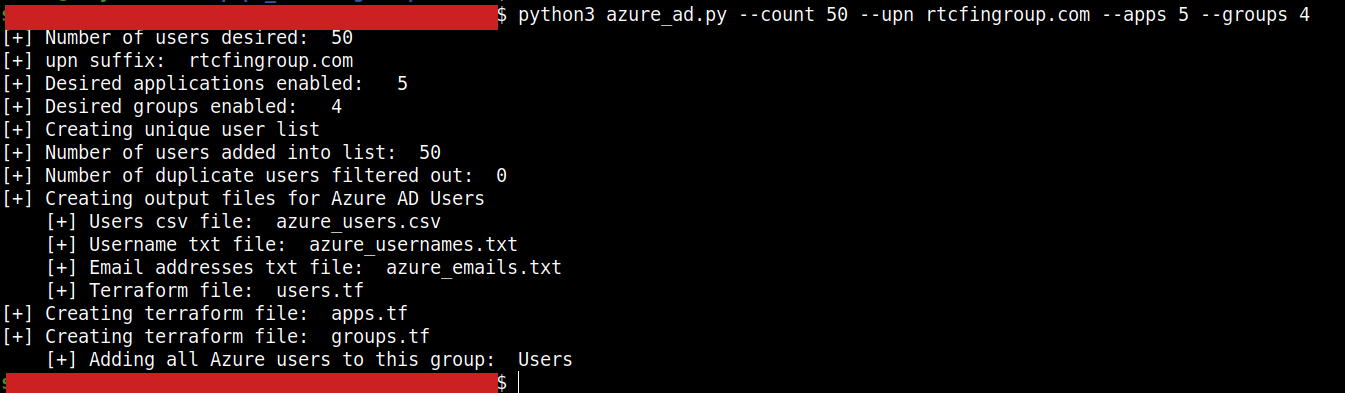 $ python3 azure_ad.py --count 50 --upn rtcfingroup.com --apps 5 --groups 4
[+] Number of users desired:  50
[+] upn suffix:  rtcfingroup.com
[+] Desired applications enabled:   5
[+] Desired groups enabled:   4
[+] Creating unique user list
[+] Number of users added into list:  50
[+] Number of duplicate users filtered out:  0
[+] Creating output files for Azure AD Users
    [+] Users csv file:  azure_users.csv
    [+] Username txt file:  azure_usernames.txt
    [+] Email addresses txt file:  azure_emails.txt
    [+] Terraform file:  users.tf
[+] Creating terraform file:  apps.tf
[+] Creating terraform file:  groups.tf
    [+] Adding all Azure users to this group:  Users
$